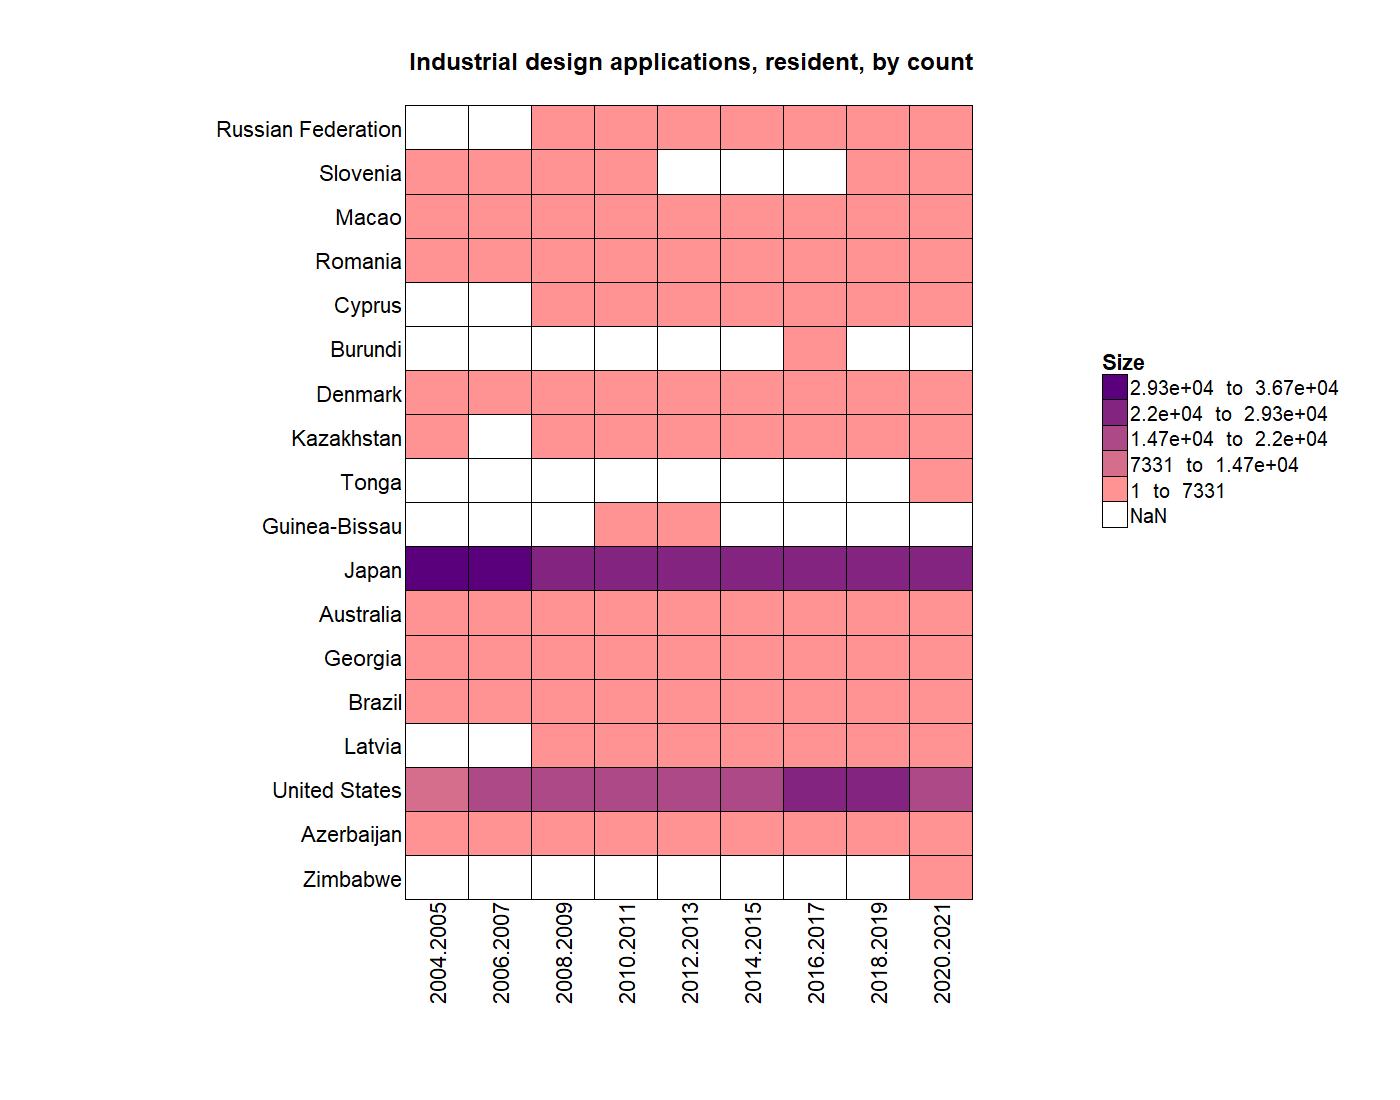 Industrial design applications, resident, by count
Russian Federation
Slovenia
Macao
Romania
Cyprus
Burundi
Denmark
Kazakhstan
Tonga
Guinea-Bissau
Japan
Australia
Georgia
Brazil
Latvia
United States
Azerbaijan
Zimbabwe
2004.2005
2006.2007
2008.2009
2010.2011
2012.2013
2014.2015
2016.2017
2018.2019
2020.2021
Size
2.93e+04 to 3.67e+04
2.2e+04 to 2.93e+04
1.47e+04 to 2.2e+04
7331 to 1.47e+04
1 to 7331
NaN